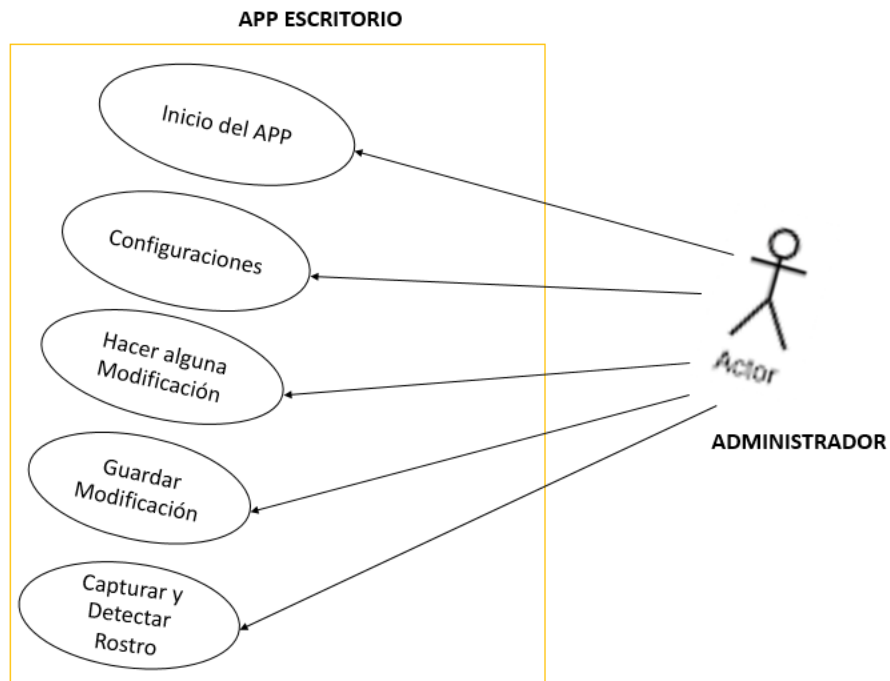 APP ESCRITORIO
Inicio del APP
Configuraciones
Hacer alguna
Modificación
Guardar
Modificación
Capturar y
Detectar
Rostro
Actor
ADMINISTRADOR